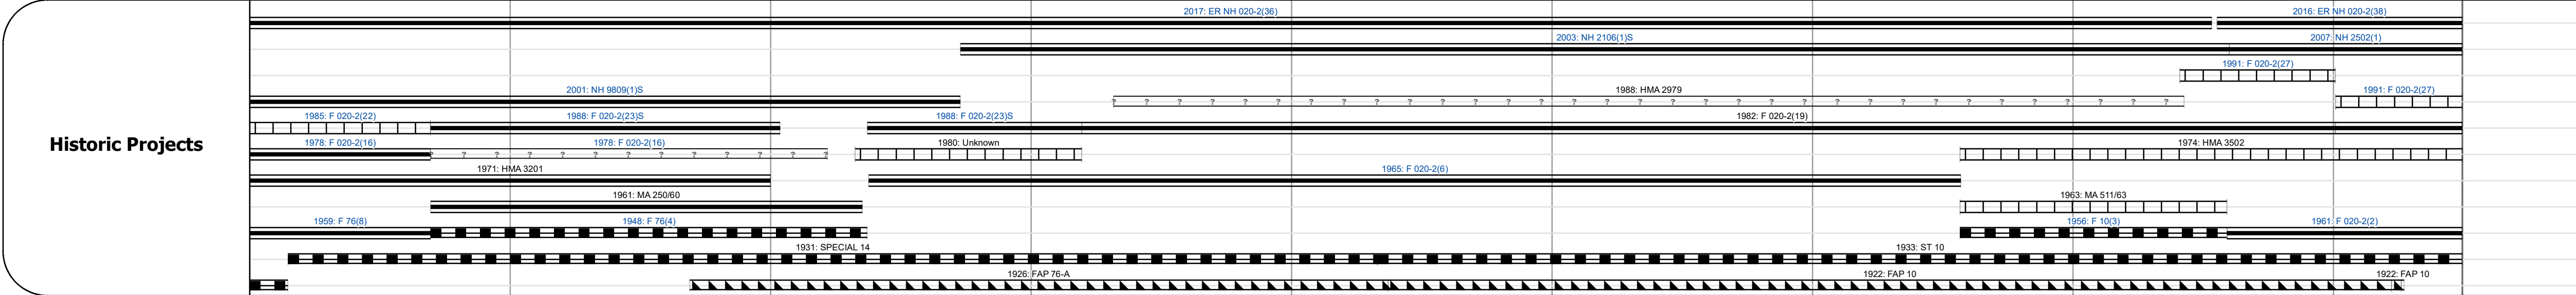 2017: ER NH 020-2(36)
2016: ER NH 020-2(38)
2003: NH 2106(1)S
2007: NH 2502(1)
1991: F 020-2(27)
2001: NH 9809(1)S
1988: HMA 2979
1991: F 020-2(27)
? ? ? ? ? ? ? ? ? ? ? ? ? ? ? ? ? ? ? ? ? ? ? ? ? ? ? ? ? ? ? ? ?
1985: F 020-2(22)
1988: F 020-2(23)S
1988: F 020-2(23)S
1982: F 020-2(19)
Historic Projects
1978: F 020-2(16)
1978: F 020-2(16)
1980: Unknown
1974: HMA 3502
? ? ? ? ? ? ? ? ? ? ? ? ?
1971: HMA 3201
1965: F 020-2(6)
1961: MA 250/60
1963: MA 511/63
1959: F 76(8)
1948: F 76(4)
1956: F 10(3)
1961: F 020-2(2)
1931: SPECIAL 14
1933: ST 10
1926: FAP 76-A
1922: FAP 10
1922: FAP 10